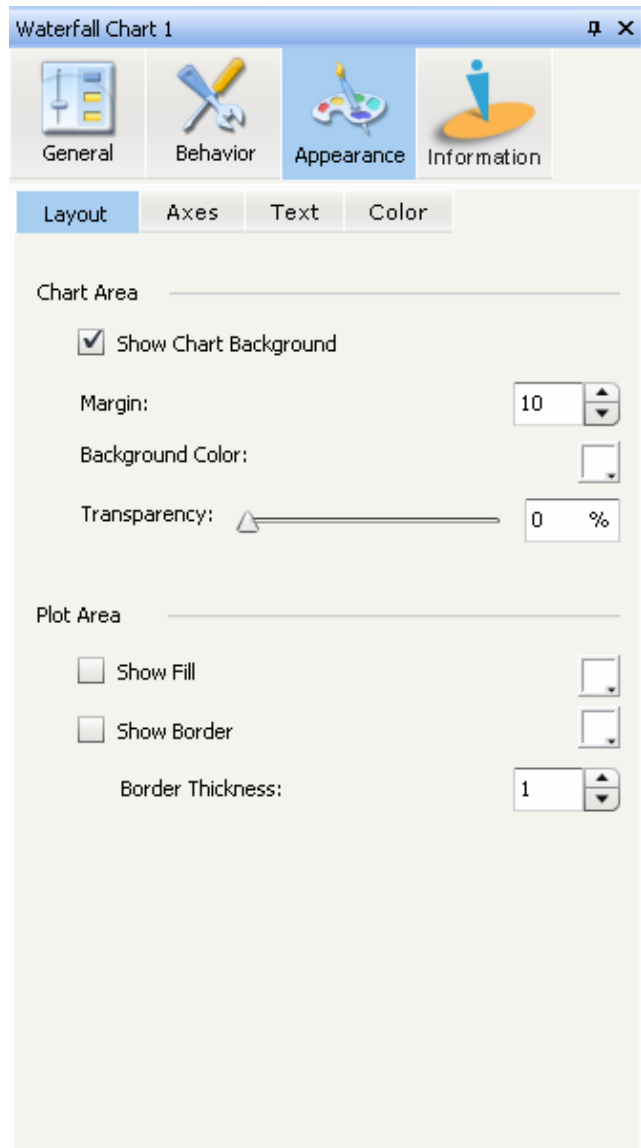 Waterfall Chart 1
General Behavior Appearance Information
Layout Axes Text Color
Chart Area
Show Chart Background
Margin: 10
Background Color:
Transparency: 0 %
Plot Area
Show Fill
Show Border
Border Thickness: 1